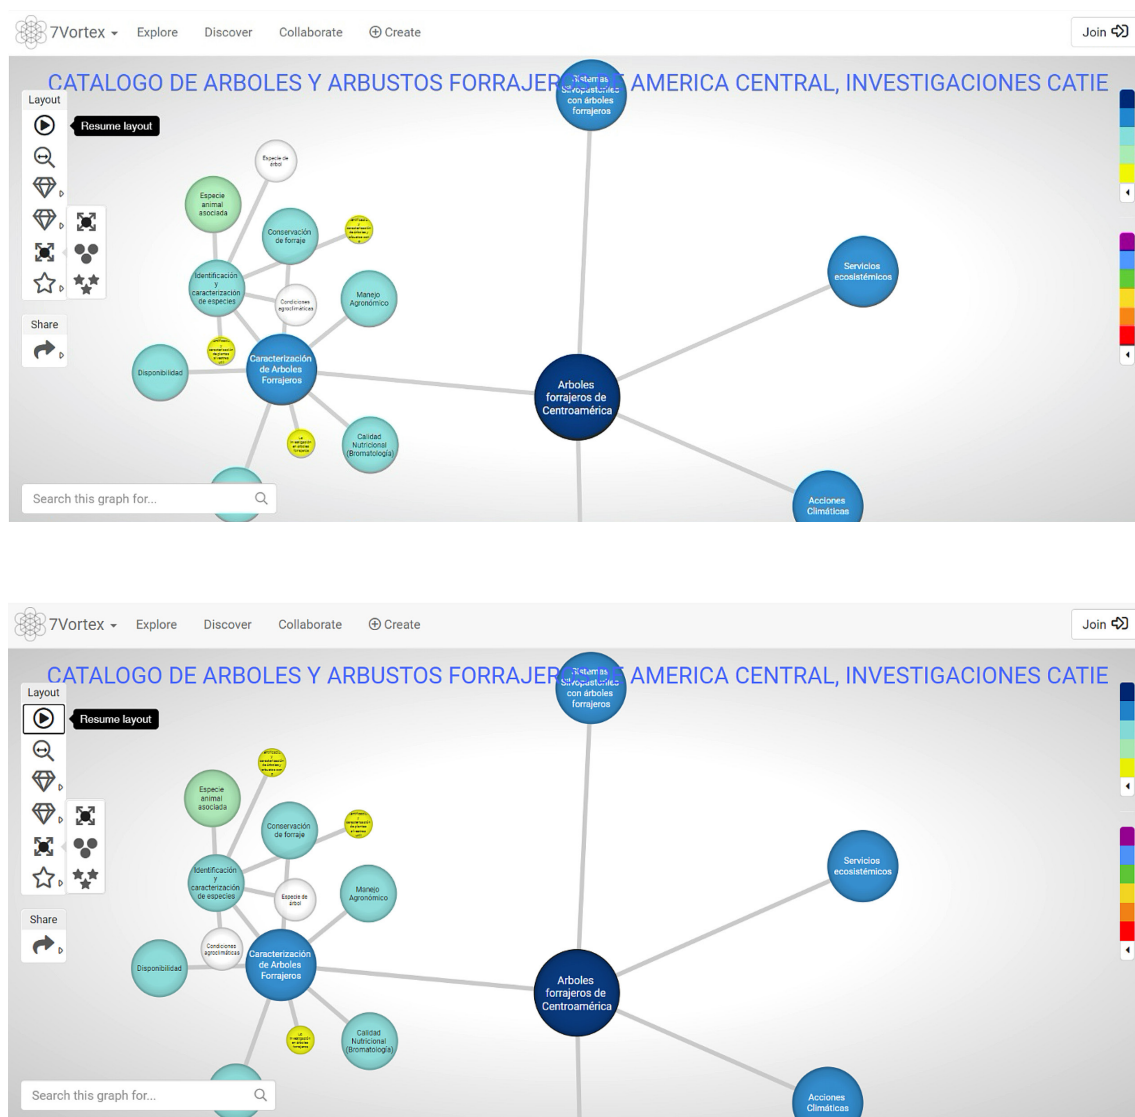 7Vortex Explore Discover Collaborate Create Join
CATALOGO DE ARBOLES Y ARBUSTOS FORRAJEROS DE AMERICA CENTRAL, INVESTIGACIONES CATIE
Layout
Resume layout
Sistemas
Silvopastoriles
con árboles
forrajeros
Especie de
árbol
Especie
animal
asociada
Conservación
de forraje
Identificación
y
caracterización
de especies
Condiciones
agroclimáticas
Manejo
Agronómico
Servicios
ecosistémicos
Share
Disponibilidad
Caracterización
de Arboles
Forrajeros
Arboles
forrajeros de
Centroamérica
Calidad
Nutricional
(Bromatología)
Acciones
Climáticas
Search this graph for...
7Vortex Explore Discover Collaborate Create Join
CATALOGO DE ARBOLES Y ARBUSTOS FORRAJEROS DE AMERICA CENTRAL, INVESTIGACIONES CATIE
Layout
Resume layout
Sistemas
Silvopastoriles
con árboles
forrajeros
Especie
animal
asociada
Conservación
de forraje
Identificación
y
caracterización
de especies
Especie de
árbol
Manejo
Agronómico
Servicios
ecosistémicos
Share
Condiciones
agroclimáticas
Disponibilidad
Caracterización
de Arboles
Forrajeros
Arboles
forrajeros de
Centroamérica
Calidad
Nutricional
(Bromatología)
Acciones
Climáticas
Search this graph for...